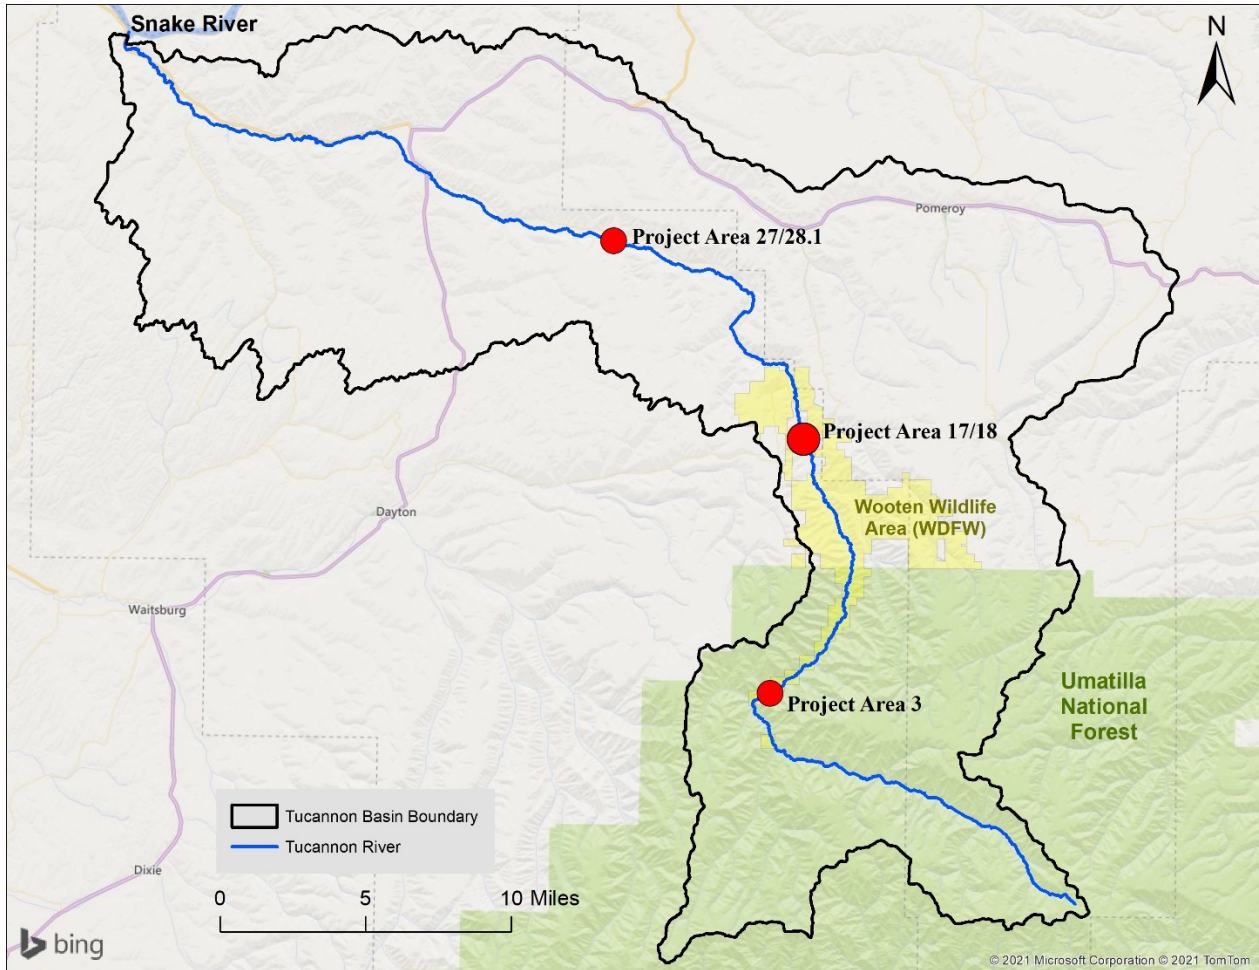 Snake River
N
Pomeroy
Project Area 27/28.1
Project Area 17/18
Wooten Wildlife
Area (WDFW)
Dayton
Waitsburg
Umatilla
National
Forest
Project Area 3
Tucannon Basin Boundary
Tucannon River
Dixie
0 5 10 Miles
bing
© 2021 Microsoft Corporation © 2021 TomTom